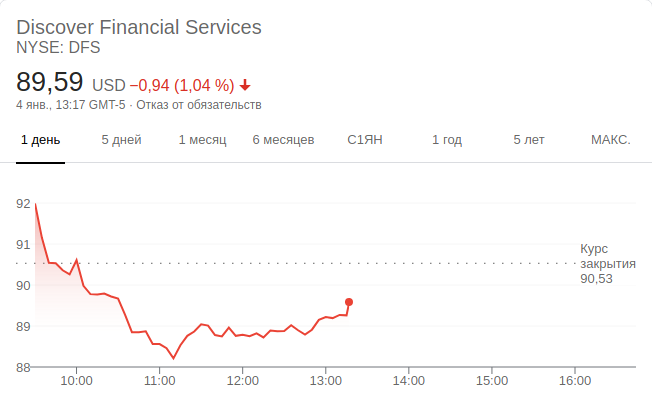 Discover Financial Services
NYSE: DFS
89,59 USD −0,94 (1,04 %)
4 янв., 13:17 GMT-5 · Отказ от обязательств
1 день 5 дней 1 месяц 6 месяцев С1ЯН 1 год 5 лет МАКС.
92
91
90
89
88
Курс
закрытия
90,53
10:00 11:00 12:00 13:00 14:00 15:00 16:00